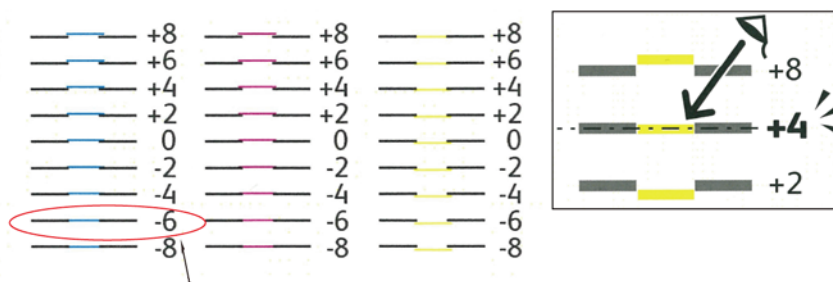 +8 +8 +8
+6 +6 +6
+4 +4 +4
+2 +2 +2
0 0 0
-2 -2 -2
-4 -4 -4
-6 -6 -6
-8 -8 -8
+8
+4
+2